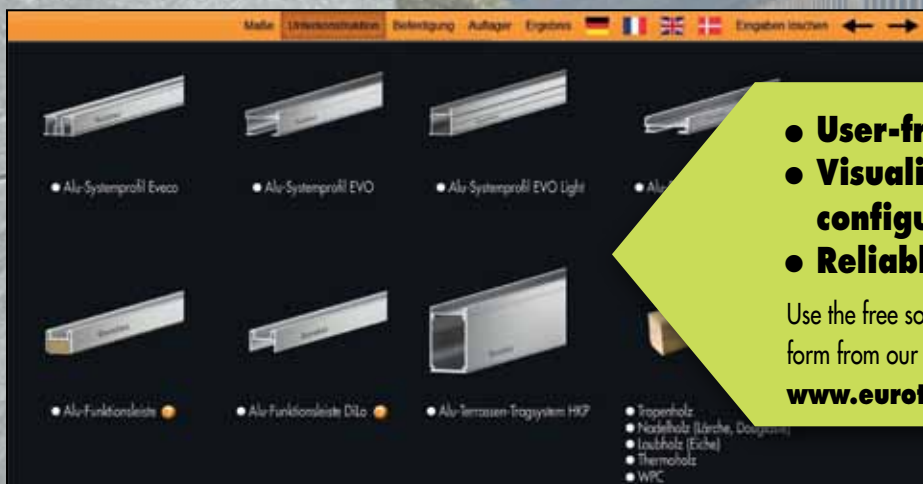 Maße Unterkonstruktion Befestigung Auflager Ergebnis Eingaben löschen
Alu-Systemprofil Eveco
Alu-Systemprofil EVO
Alu-Systemprofil EVO Light
Alu-Funktionsleiste
Alu-Funktionsleiste DiLo
Alu-Terrassen-Tragsystem HKP
Tropenholz
Nadelholz (Lärche,
Laubholz (Eiche)
Thermoholz
WPC
● User-fr
● Visuali
configu
● Reliabl
Use the free so
form from our
www.eurot